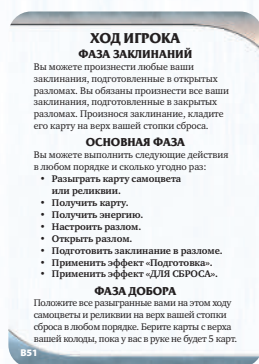 ХОД ИГРОКА
ФАЗА ЗАКЛИНАНИЙ
Вы можете произнести любые ваши
заклинания, подготовленные в открытых
разломах. Вы обязаны произнести все ваши
заклинания, подготовленные в закрытых
разломах. Произнося заклинание, кладите
его карту на верх вашей стопки сброса.
ОСНОВНАЯ ФАЗА
Вы можете выполнить следующие действия
в любом порядке и сколько угодно раз:
• Разыграть карту самоцвета
или реликвии.
• Получить карту.
• Получить энергию.
• Настроить разлом.
• Открыть разлом.
• Подготовить заклинание в разломе.
• Применить эффект «Подготовка».
• Применить эффект «ДЛЯ СБРОСА».
ФАЗА ДОБОРА
Положите все разыгранные вами на этом ходу
самоцветы и реликвии на верх вашей стопки
сброса в любом порядке. Берите карты с верха
вашей колоды, пока у вас в руке не будет 5 карт.
B51